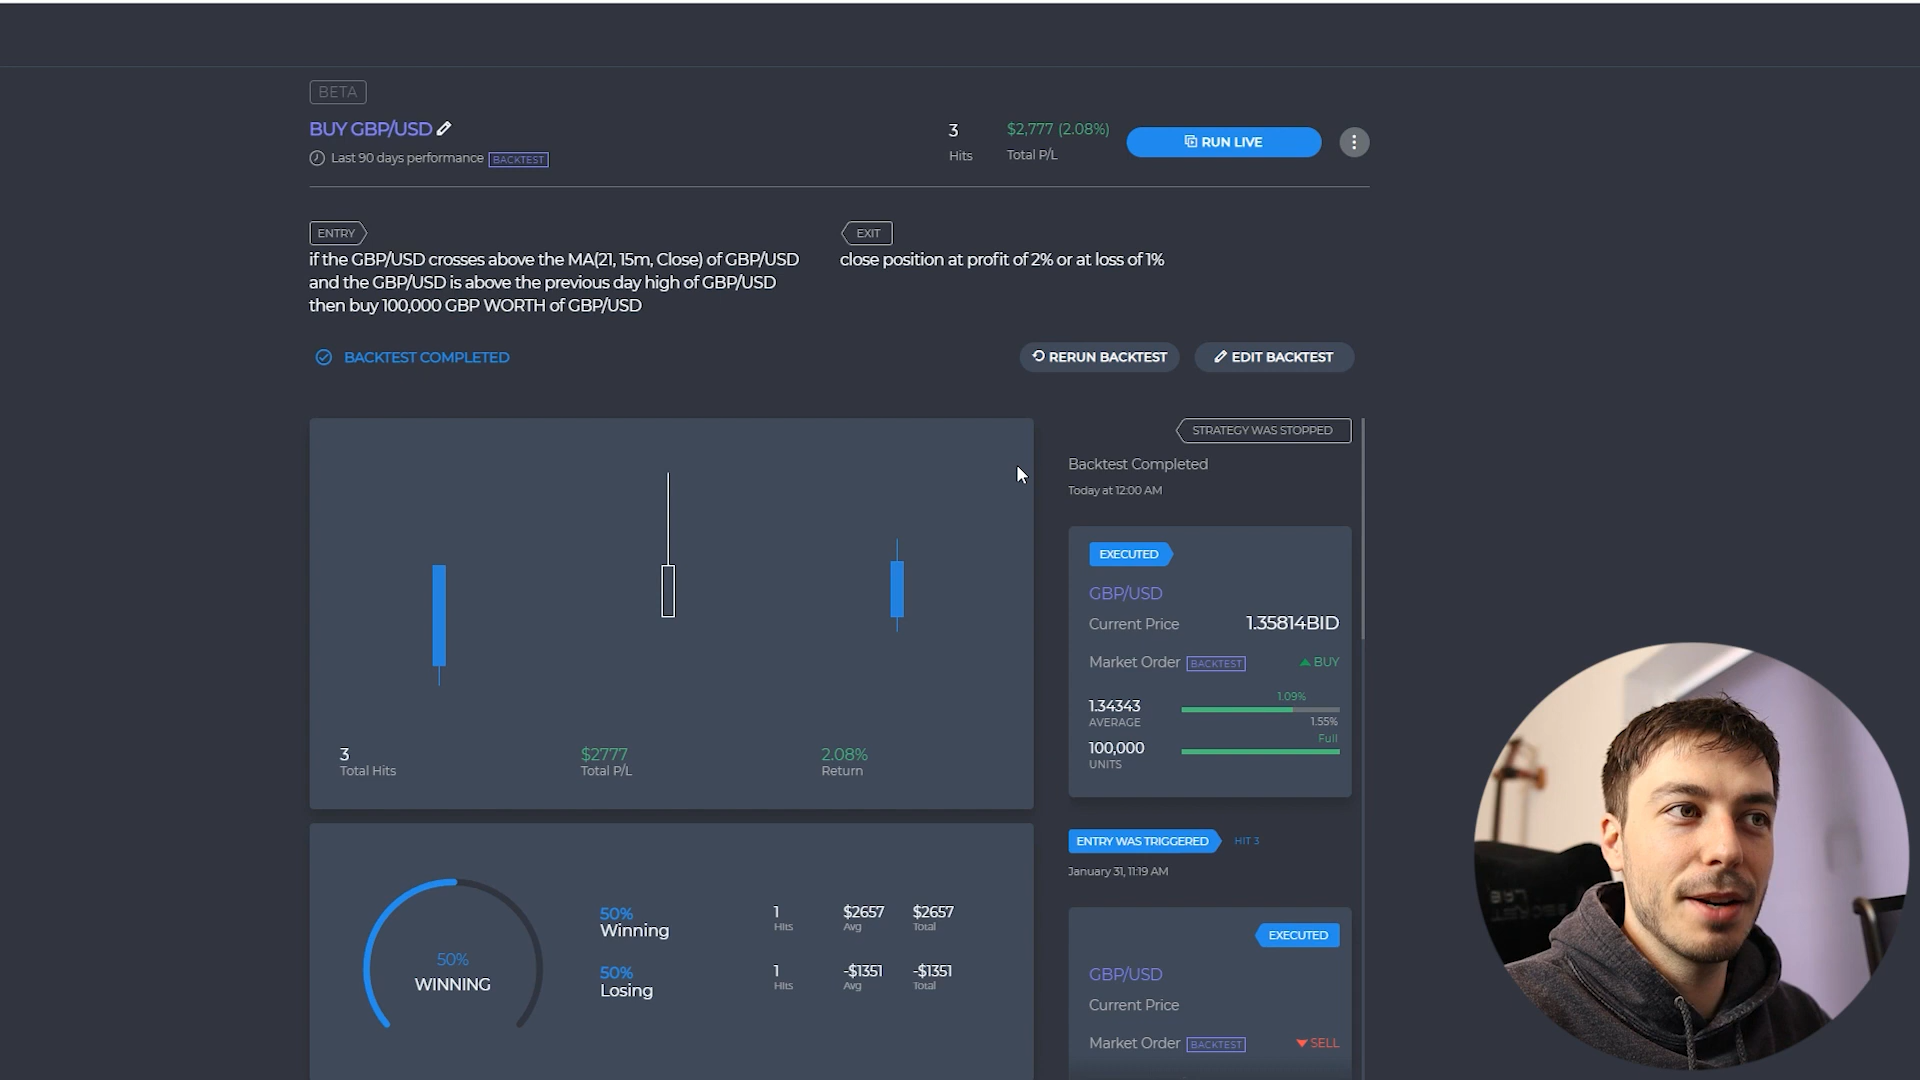 BETA
BUY GBP/USD
Last 90 days performance BACKTEST
3
Hits
$2,777 (2.08%)
Total P/L
RUN LIVE
ENTRY
if the GBP/USD crosses above the MA(21, 15m, Close) of GBP/USD
and the GBP/USD is above the previous day high of GBP/USD
then buy 100,000 GBP WORTH of GBP/USD
EXIT
close position at profit of 2% or at loss of 1%
BACKTEST COMPLETED
RERUN BACKTEST
EDIT BACKTEST
3
Total Hits
$2777
Total P/L
2.08%
Return
50%
WINNING
50%
Winning
1
Hits
$2657
Avg
$2657
Total
50%
Losing
1
Hits
-$1351
Avg
-$1351
Total
STRATEGY WAS STOPPED
Backtest Completed
Today at 12:00 AM
EXECUTED
GBP/USD
Current Price 1.35814BID
Market Order BACKTEST BUY
1.09%
1.34343
AVERAGE
1.55%
Full
100,000
UNITS
ENTRY WAS TRIGGERED HIT 3
January 31, 11:19 AM
EXECUTED
GBP/USD
Current Price
Market Order BACKTEST SELL